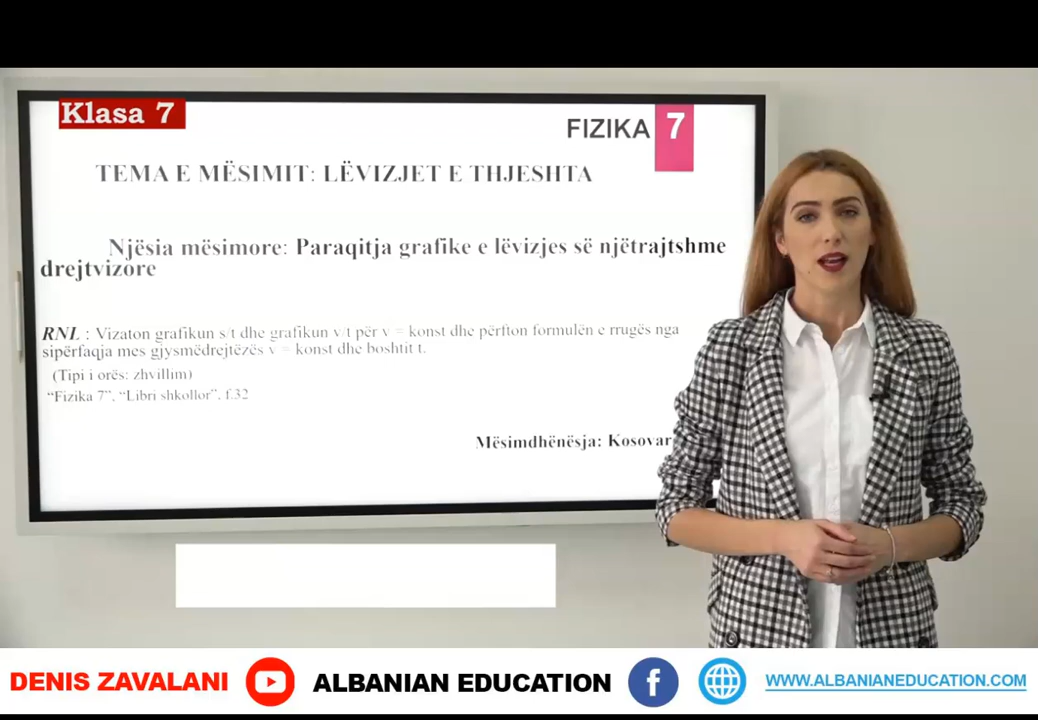 Klasa 7
FIZIKA 7
TEMA E MËSIMIT: LËVIZJET E THJESHTA
Njësia mësimore: Paraqitja grafike e lëvizjes së njëtrajtshme
drejtvizore
RNL : Vizaton grafikun s/t dhe grafikun v/t për v = konst dhe përfton formulën e rrugës nga
sipërfaqja mes gjysmëdrejtëzës v = konst dhe boshtit t.
(Tipi i orës: zhvillim)
“Fizika 7”, “Libri shkollor”, f.32
Mësimdhënësja: Kosovar
DENIS ZAVALANI ALBANIAN EDUCATION WWW.ALBANIANEDUCATION.COM